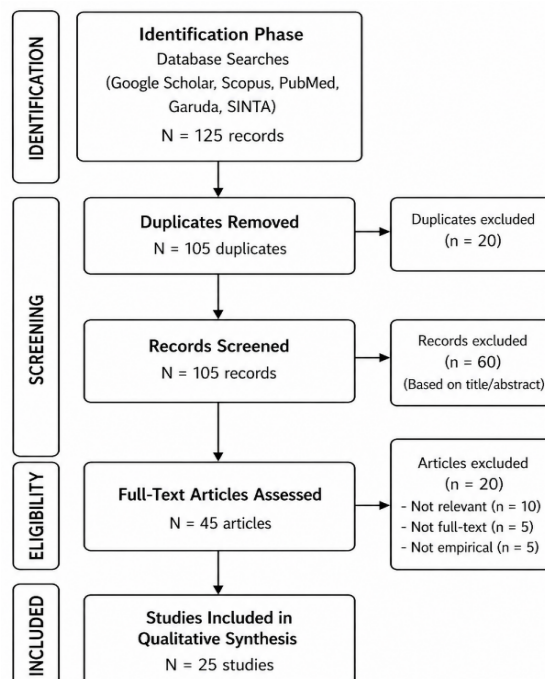 IDENTIFICATION
Identification Phase
Database Searches
(Google Scholar, Scopus, PubMed,
Garuda, SINTA)
N = 125 records
SCREENING
Duplicates Removed
N = 105 duplicates
Duplicates excluded
(n = 20)
Records Screened
N = 105 records
Records excluded
(n = 60)
(Based on title/abstract)
ELIGIBILITY
Full-Text Articles Assessed
N = 45 articles
Articles excluded
(n = 20)
- Not relevant (n = 10)
- Not full-text (n = 5)
- Not empirical (n = 5)
INCLUDED
Studies Included in
Qualitative Synthesis
N = 25 studies